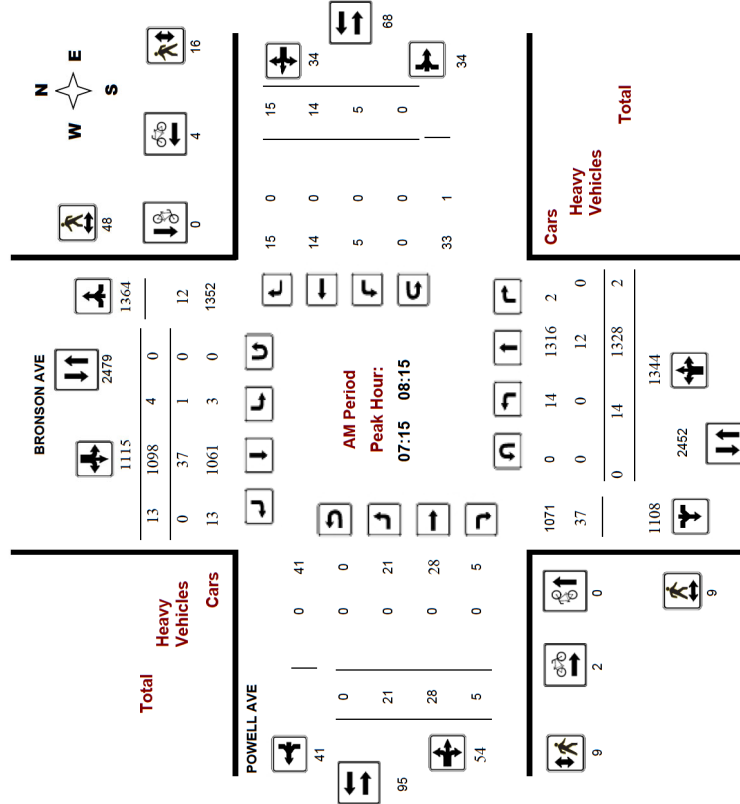 N
W E
S
16
4
48
0
BRONSON AVE
2479
1115
1364
13 1098 4 0
0 37 1 0 12
13 1061 3 0 1352
Total
Heavy
Vehicles
Cars
68
34
34
15 0 15
14 0 14
5 0 5
0 0 0
1 33
AM Period
Peak Hour:
07:15 08:15
POWELL AVE
41 0 41
0 0 0
21 0 21
28 0 28
5 0 5
95
54
Cars
Heavy
Vehicles
Total
1071 0 14 1316 2
37 0 0 12 0
0 14 1328 2
1108
2452
1344
0
2
9
9